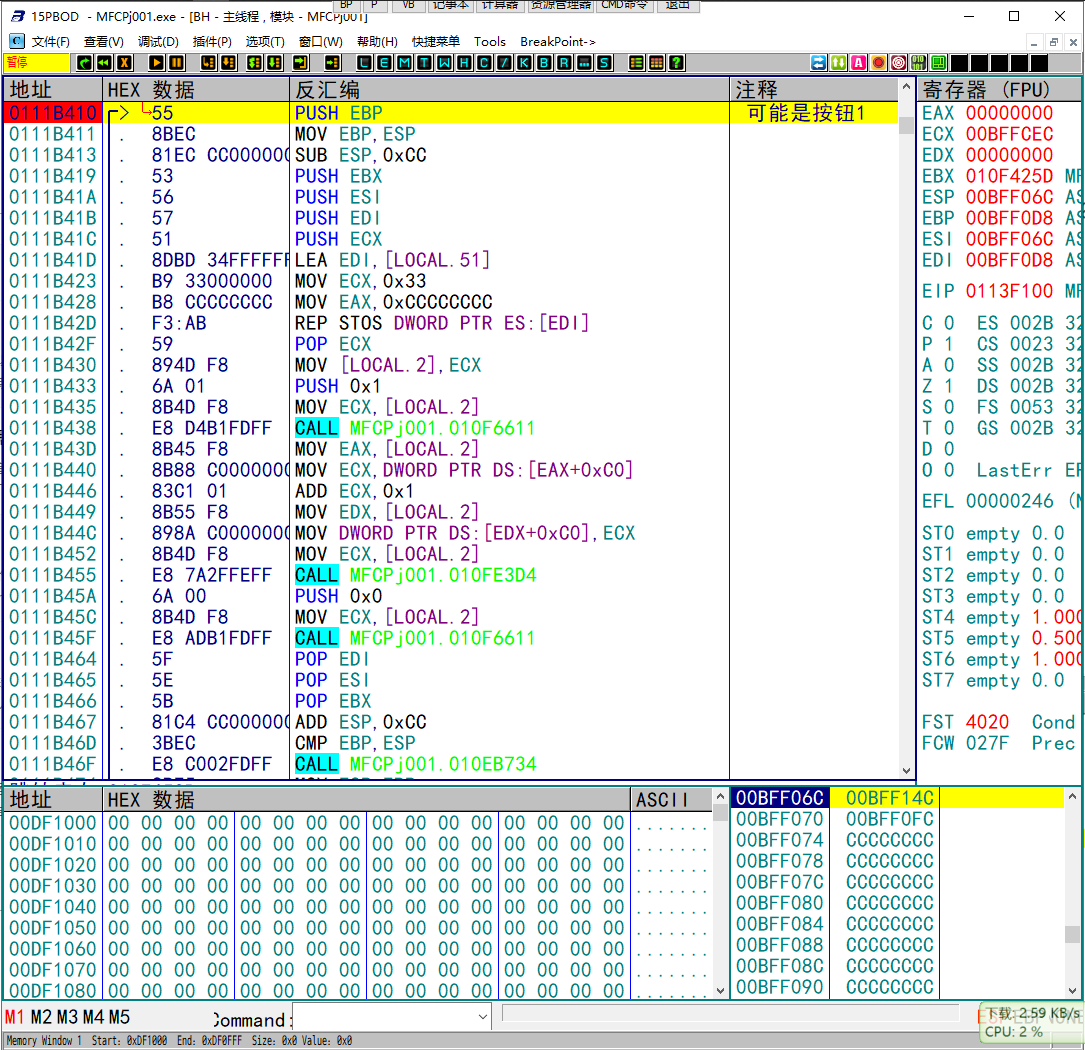 BP P VB 记事本 计算器 资源管理器 CMD命令 退出
15PBOD - MFCPj001.exe - [BH - 主线程 , 模块 - MFCPj001]
文件(F) 查看(V) 调试(D) 插件(P) 选项(T) 窗口(W) 帮助(H) 快捷菜单 Tools BreakPoint->
暂停 L E M T W H C / K B R ... S
地址 HEX 数据 反汇编 注释
0111B410 55 PUSH EBP 可能是按钮1
0111B411 . 8BEC MOV EBP,ESP
0111B413 . 81EC CC000000 SUB ESP,0xCC
0111B419 . 53 PUSH EBX
0111B41A . 56 PUSH ESI
0111B41B . 57 PUSH EDI
0111B41C . 51 PUSH ECX
0111B41D . 8DBD 34FFFFFF LEA EDI,[LOCAL.51]
0111B423 . B9 33000000 MOV ECX,0x33
0111B428 . B8 CCCCCCCC MOV EAX,0xCCCCCCCC
0111B42D . F3:AB REP STOS DWORD PTR ES:[EDI]
0111B42F . 59 POP ECX
0111B430 . 894D F8 MOV [LOCAL.2],ECX
0111B433 . 6A 01 PUSH 0x1
0111B435 . 8B4D F8 MOV ECX,[LOCAL.2]
0111B438 . E8 D4B1FDFF CALL MFCPj001.010F6611
0111B43D . 8B45 F8 MOV EAX,[LOCAL.2]
0111B440 . 8B88 C0000000 MOV ECX,DWORD PTR DS:[EAX+0xC0]
0111B446 . 83C1 01 ADD ECX,0x1
0111B449 . 8B55 F8 MOV EDX,[LOCAL.2]
0111B44C . 898A C0000000 MOV DWORD PTR DS:[EDX+0xC0],ECX
0111B452 . 8B4D F8 MOV ECX,[LOCAL.2]
0111B455 . E8 7A2FFEFF CALL MFCPj001.010FE3D4
0111B45A . 6A 00 PUSH 0x0
0111B45C . 8B4D F8 MOV ECX,[LOCAL.2]
0111B45F . E8 ADB1FDFF CALL MFCPj001.010F6611
0111B464 . 5F POP EDI
0111B465 . 5E POP ESI
0111B466 . 5B POP EBX
0111B467 . 81C4 CC000000 ADD ESP,0xCC
0111B46D . 3BEC CMP EBP,ESP
0111B46F . E8 C002FDFF CALL MFCPj001.010EB734
寄存器 (FPU)
EAX 00000000
ECX 00BFFCEC
EDX 00000000
EBX 010F425D MF
ESP 00BFF06C AS
EBP 00BFF0D8 AS
ESI 00BFF06C AS
EDI 00BFF0D8 AS
EIP 0113F100 MF
C 0 ES 002B 32
P 1 CS 0023 32
A 0 SS 002B 32
Z 1 DS 002B 32
S 0 FS 0053 32
T 0 GS 002B 32
D 0
O 0 LastErr ER
EFL 00000246 (N
ST0 empty 0.0
ST1 empty 0.0
ST2 empty 0.0
ST3 empty 0.0
ST4 empty 1.000
ST5 empty 0.500
ST6 empty 1.000
ST7 empty 0.0
FST 4020 Cond
FCW 027F Prec
地址 HEX 数据 ASCII
00DF1000 00 00 00 00 00 00 00 00 00 00 00 00 00 00 00 00 .......
00DF1010 00 00 00 00 00 00 00 00 00 00 00 00 00 00 00 00 .......
00DF1020 00 00 00 00 00 00 00 00 00 00 00 00 00 00 00 00 .......
00DF1030 00 00 00 00 00 00 00 00 00 00 00 00 00 00 00 00 .......
00DF1040 00 00 00 00 00 00 00 00 00 00 00 00 00 00 00 00 .......
00DF1050 00 00 00 00 00 00 00 00 00 00 00 00 00 00 00 00 .......
00DF1060 00 00 00 00 00 00 00 00 00 00 00 00 00 00 00 00 .......
00DF1070 00 00 00 00 00 00 00 00 00 00 00 00 00 00 00 00 .......
00DF1080 00 00 00 00 00 00 00 00 00 00 00 00 00 00 00 00 .......
00BFF06C 00BFF14C
00BFF070 00BFF0FC
00BFF074 CCCCCCCC
00BFF078 CCCCCCCC
00BFF07C CCCCCCCC
00BFF080 CCCCCCCC
00BFF084 CCCCCCCC
00BFF088 CCCCCCCC
00BFF08C CCCCCCCC
00BFF090 CCCCCCCC
M1 M2 M3 M4 M5 Command:
下载: 2.59 KB/s
CPU: 2 %
Memory Window 1 Start: 0xDF1000 End: 0xDF0FFF Size: 0x0 Value: 0x0